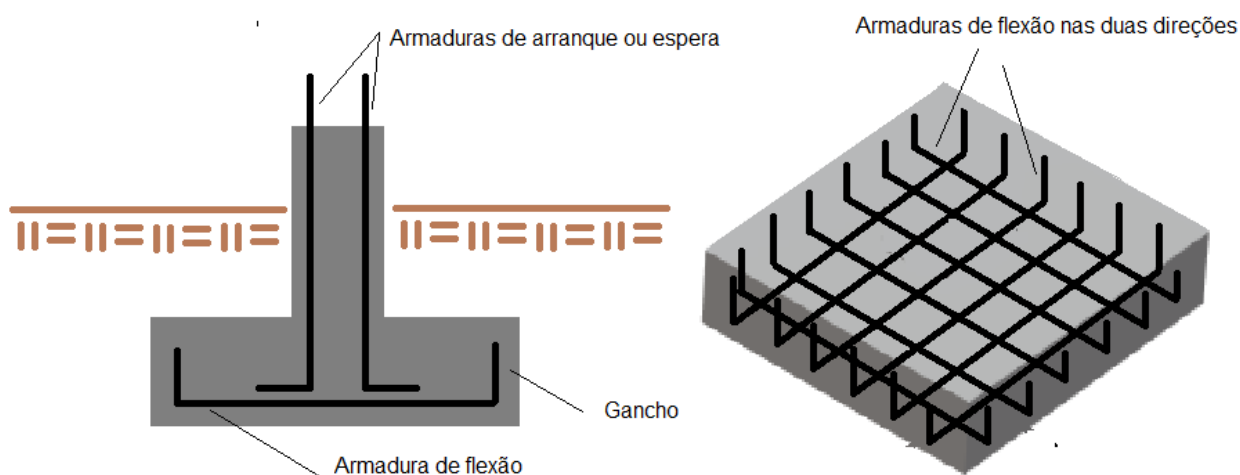 Armaduras de arranque ou espera
Armaduras de flexão nas duas direções
Gancho
Armadura de flexão